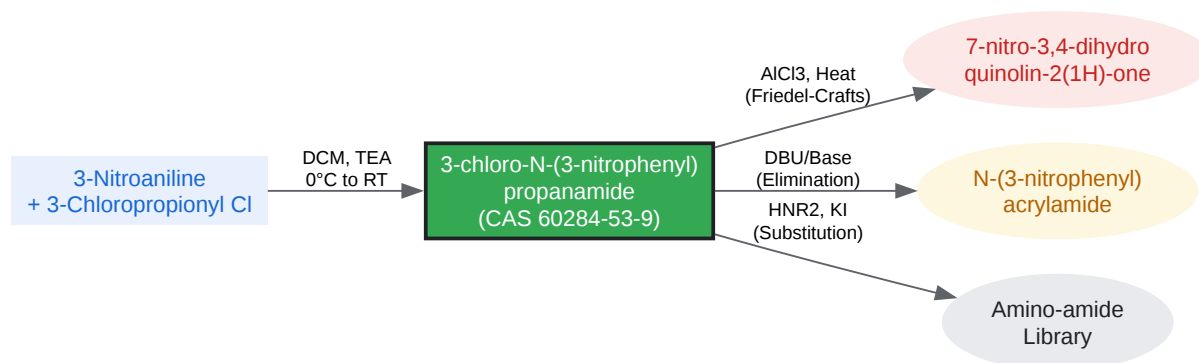 3-Nitroaniline
+ 3-Chloropropionyl Cl
DCM, TEA
0°C to RT
3-chloro-N-(3-nitrophenyl)
propanamide
(CAS 60284-53-9)
AlCl3, Heat
(Friedel-Crafts)
7-nitro-3,4-dihydro
quinolin-2(1H)-one
DBU/Base
(Elimination)
N-(3-nitrophenyl)
acrylamide
HNR2, KI
(Substitution)
Amino-amide
Library